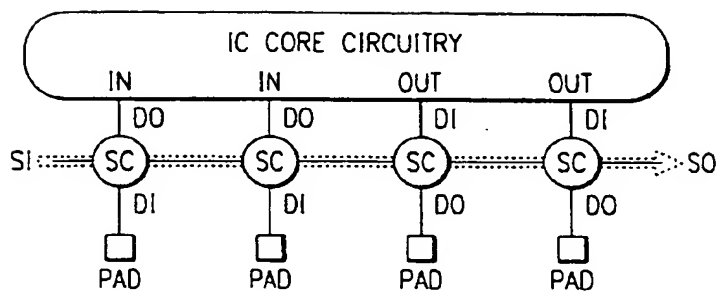 IC CORE CIRCUITRY
IN IN OUT OUT
DO DO DI DI
SI SC SC SC SC SO
DI DI DO DO
PAD PAD PAD PAD